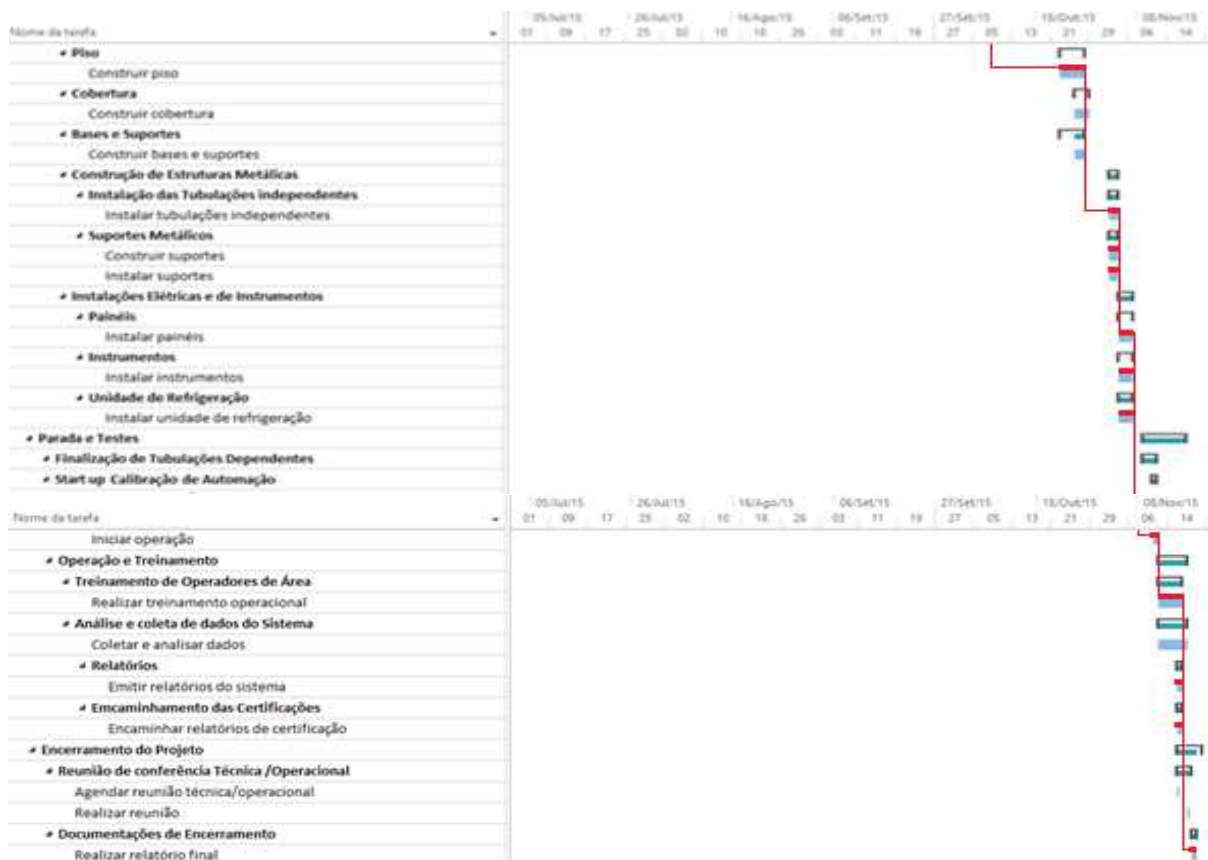 05/Jul/15 26/Jul/15 16/Ago/15 06/Set/15 27/Set/15 18/Out/15 08/Nov/15
Nome da tarefa 01 09 17 25 02 10 18 26 03 11 19 27 05 13 21 29 06 14
Piso
Construir piso
Cobertura
Construir cobertura
Bases e Suportes
Construir bases e suportes
Construção de Estruturas Metálicas
Instalação das Tubulações independentes
Instalar tubulações independentes
Suportes Metálicos
Construir suportes
Instalar suportes
Instalações Elétricas e de Instrumentos
Painéis
Instalar painéis
Instrumentos
Instalar instrumentos
Unidade de Refrigeração
Instalar unidade de refrigeração
Parada e Testes
Finalização de Tubulações Dependentes
Start up Calibração de Automação
05/Jul/15 26/Jul/15 16/Ago/15 06/Set/15 27/Set/15 18/Out/15 08/Nov/15
Nome da tarefa 01 09 17 25 02 10 18 26 03 11 19 27 05 13 21 29 06 14
Iniciar operação
Operação e Treinamento
Treinamento de Operadores de Área
Realizar treinamento operacional
Análise e coleta de dados do Sistema
Coletar e analisar dados
Relatórios
Emitir relatórios do sistema
Emcaminhamento das Certificações
Encaminhar relatórios de certificação
Encerramento do Projeto
Reunião de conferência Técnica /Operacional
Agendar reunião técnica/operacional
Realizar reunião
Documentações de Encerramento
Realizar relatório final